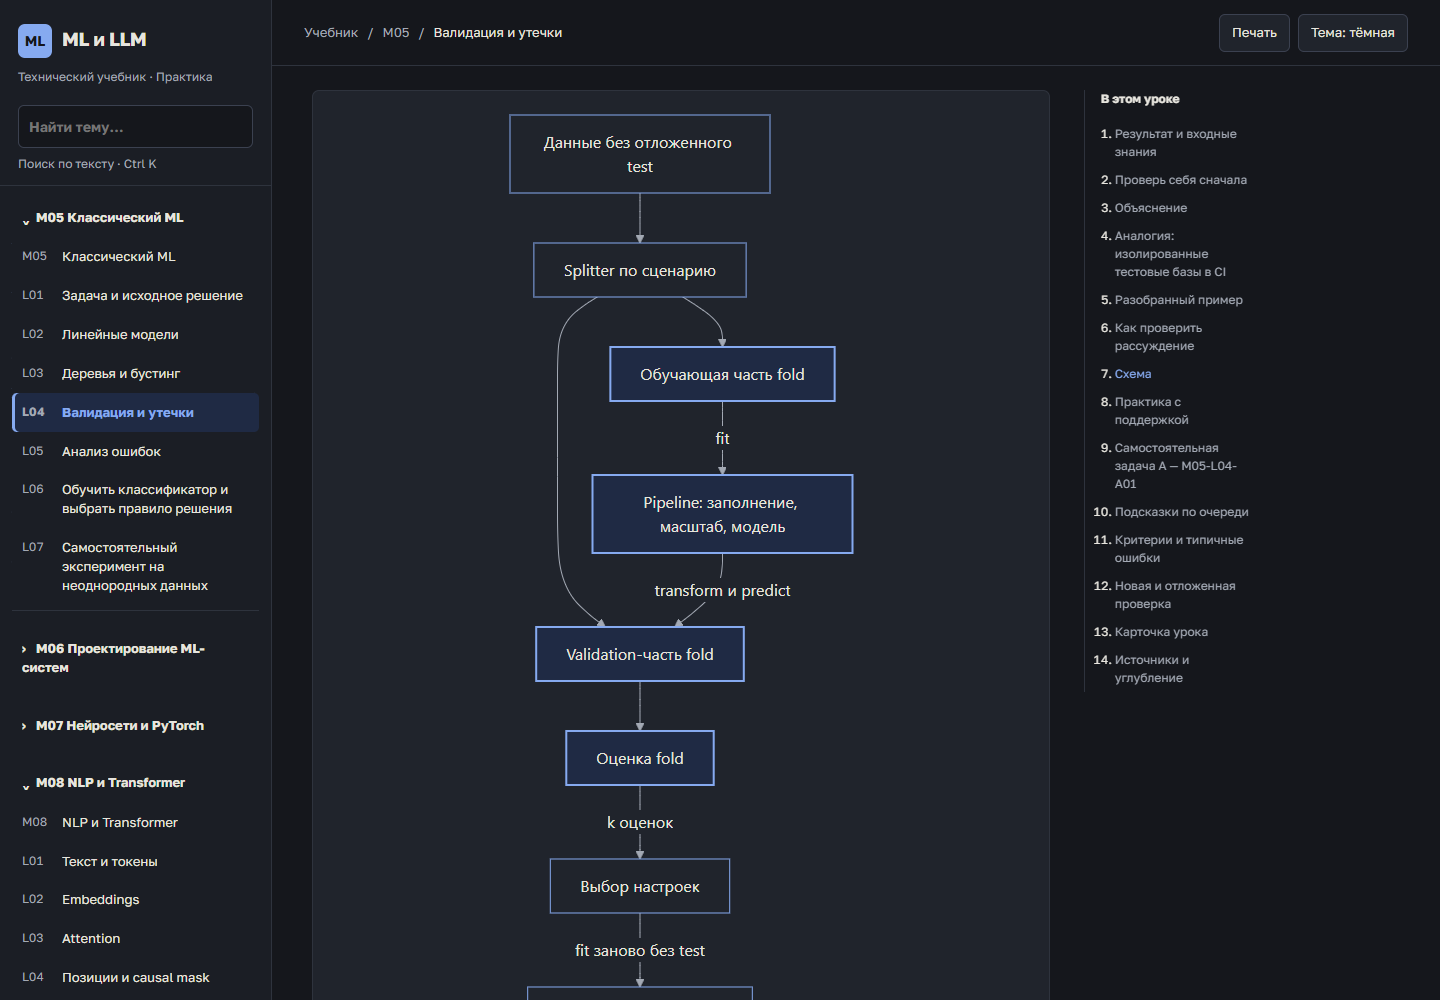 ML
ML и LLM
Технический учебник · Практика
Найти тему...
Поиск по тексту · Ctrl K
M05 Классический ML
M05 Классический ML
L01 Задача и исходное решение
L02 Линейные модели
L03 Деревья и бустинг
L04 Валидация и утечки
L05 Анализ ошибок
L06 Обучить классификатор и
выбрать правило решения
L07 Самостоятельный
эксперимент на
неоднородных данных
M06 Проектирование ML-
систем
M07 Нейросети и PyTorch
M08 NLP и Transformer
M08 NLP и Transformer
L01 Текст и токены
L02 Embeddings
L03 Attention
L04 Позиции и causal mask
Учебник / M05 / Валидация и утечки
Печать
Тема: тёмная
Данные без отложенного
test
Splitter по сценарию
Обучающая часть fold
fit
Pipeline: заполнение,
масштаб, модель
transform и predict
Validation-часть fold
Оценка fold
k оценок
Выбор настроек
fit заново без test
В этом уроке
1. Результат и входные
знания
2. Проверь себя сначала
3. Объяснение
4. Аналогия:
изолированные
тестовые базы в CI
5. Разобранный пример
6. Как проверить
рассуждение
7. Схема
8. Практика с
поддержкой
9. Самостоятельная
задача A — M05-L04-
A01
10. Подсказки по очереди
11. Критерии и типичные
ошибки
12. Новая и отложенная
проверка
13. Карточка урока
14. Источники и
углубление